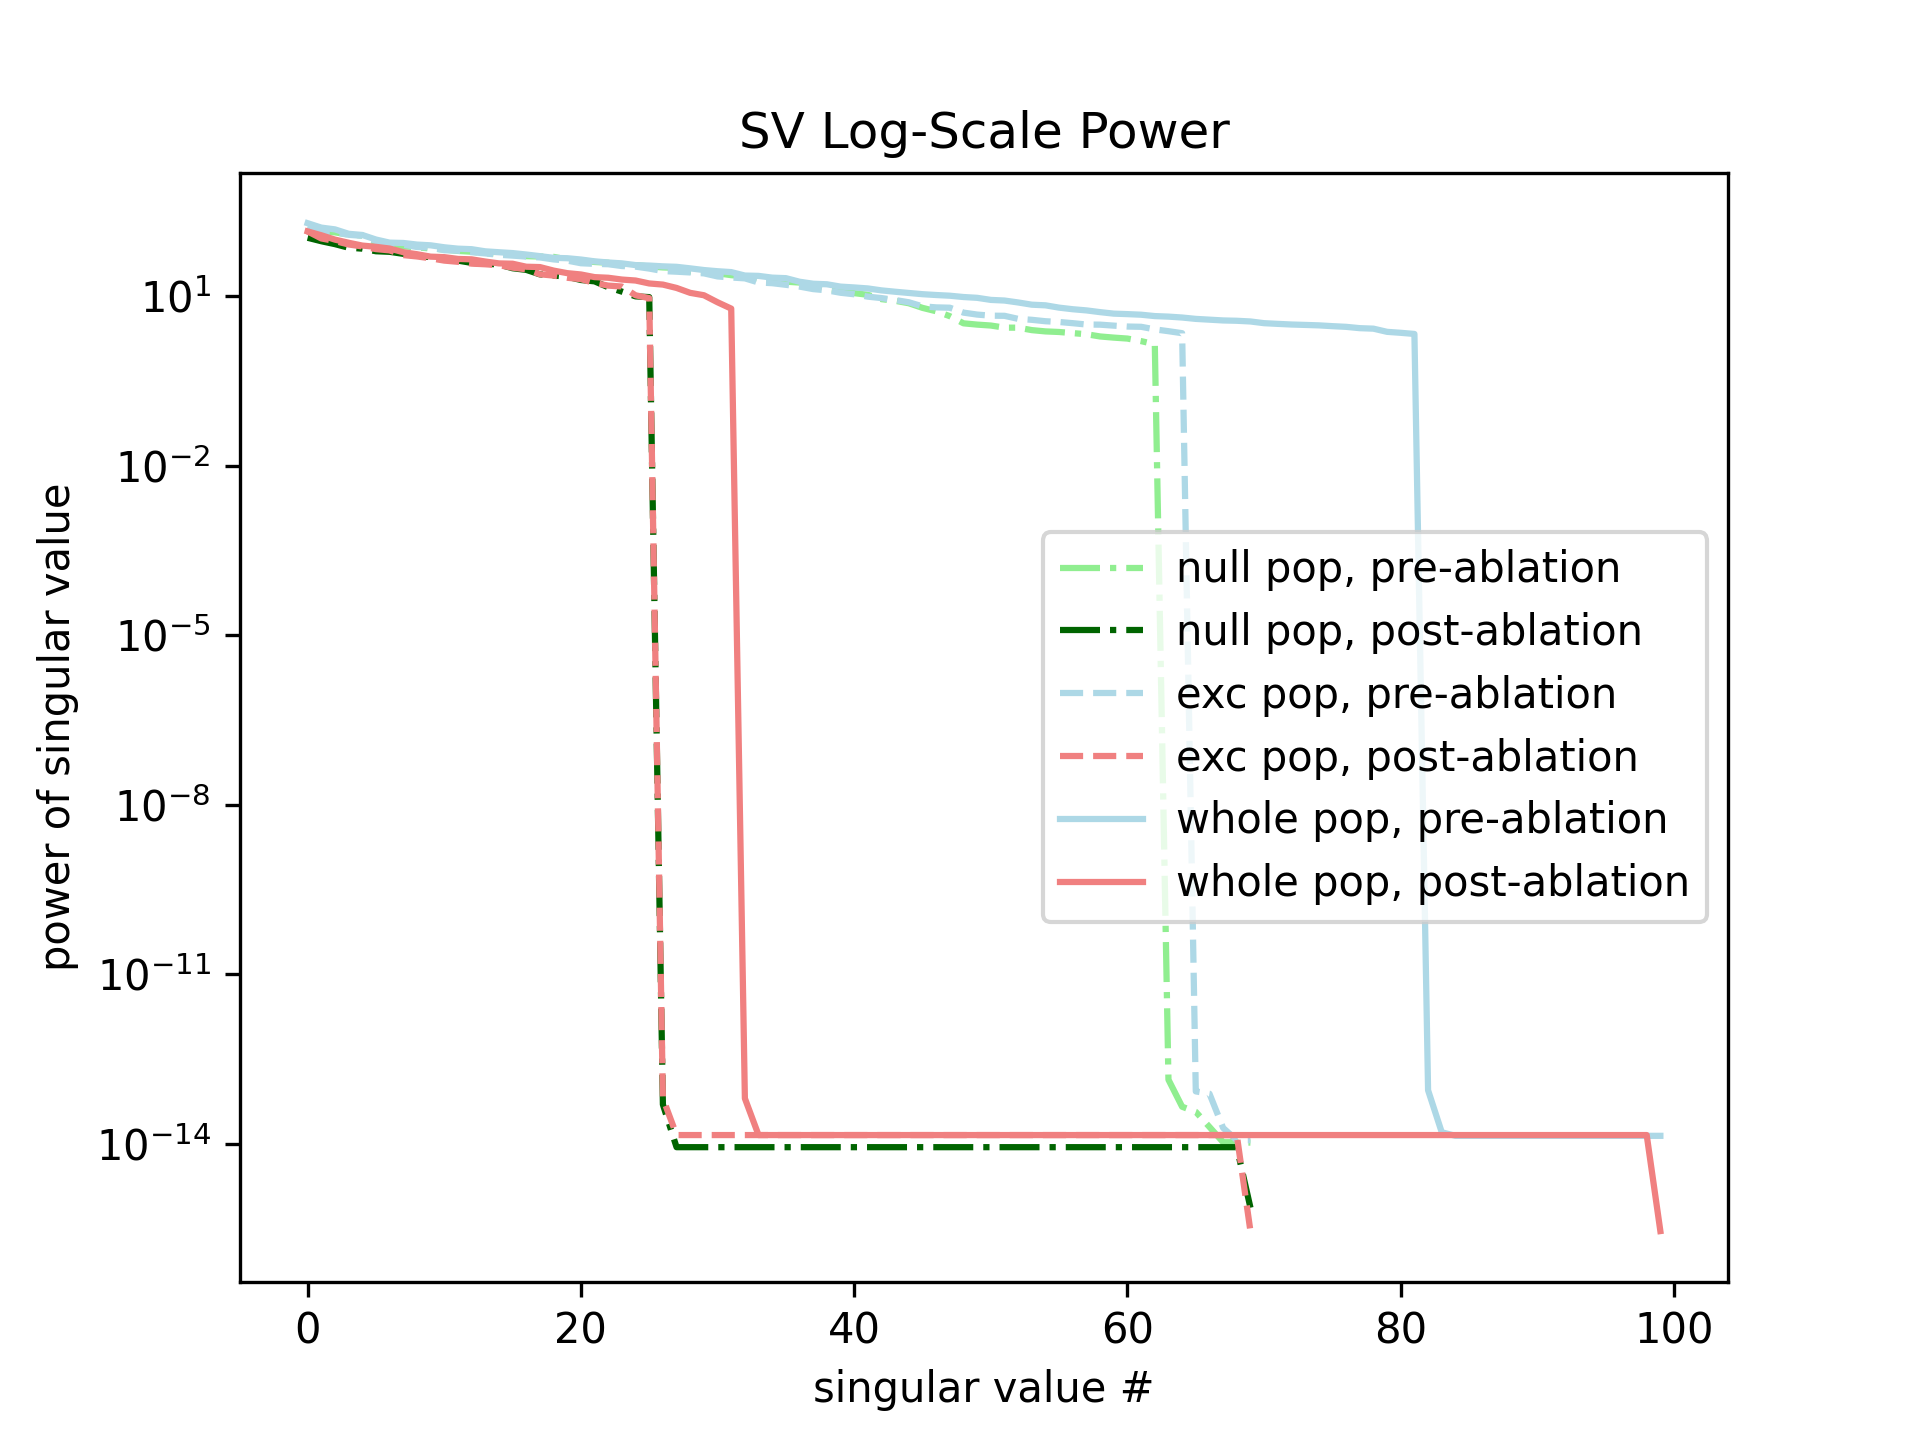 SV Log-Scale Power
power of singular value
10¹
10⁻²
10⁻⁵
10⁻⁸
10⁻¹¹
10⁻¹⁴
null pop, pre-ablation
null pop, post-ablation
exc pop, pre-ablation
exc pop, post-ablation
whole pop, pre-ablation
whole pop, post-ablation
0 20 40 60 80 100
singular value #